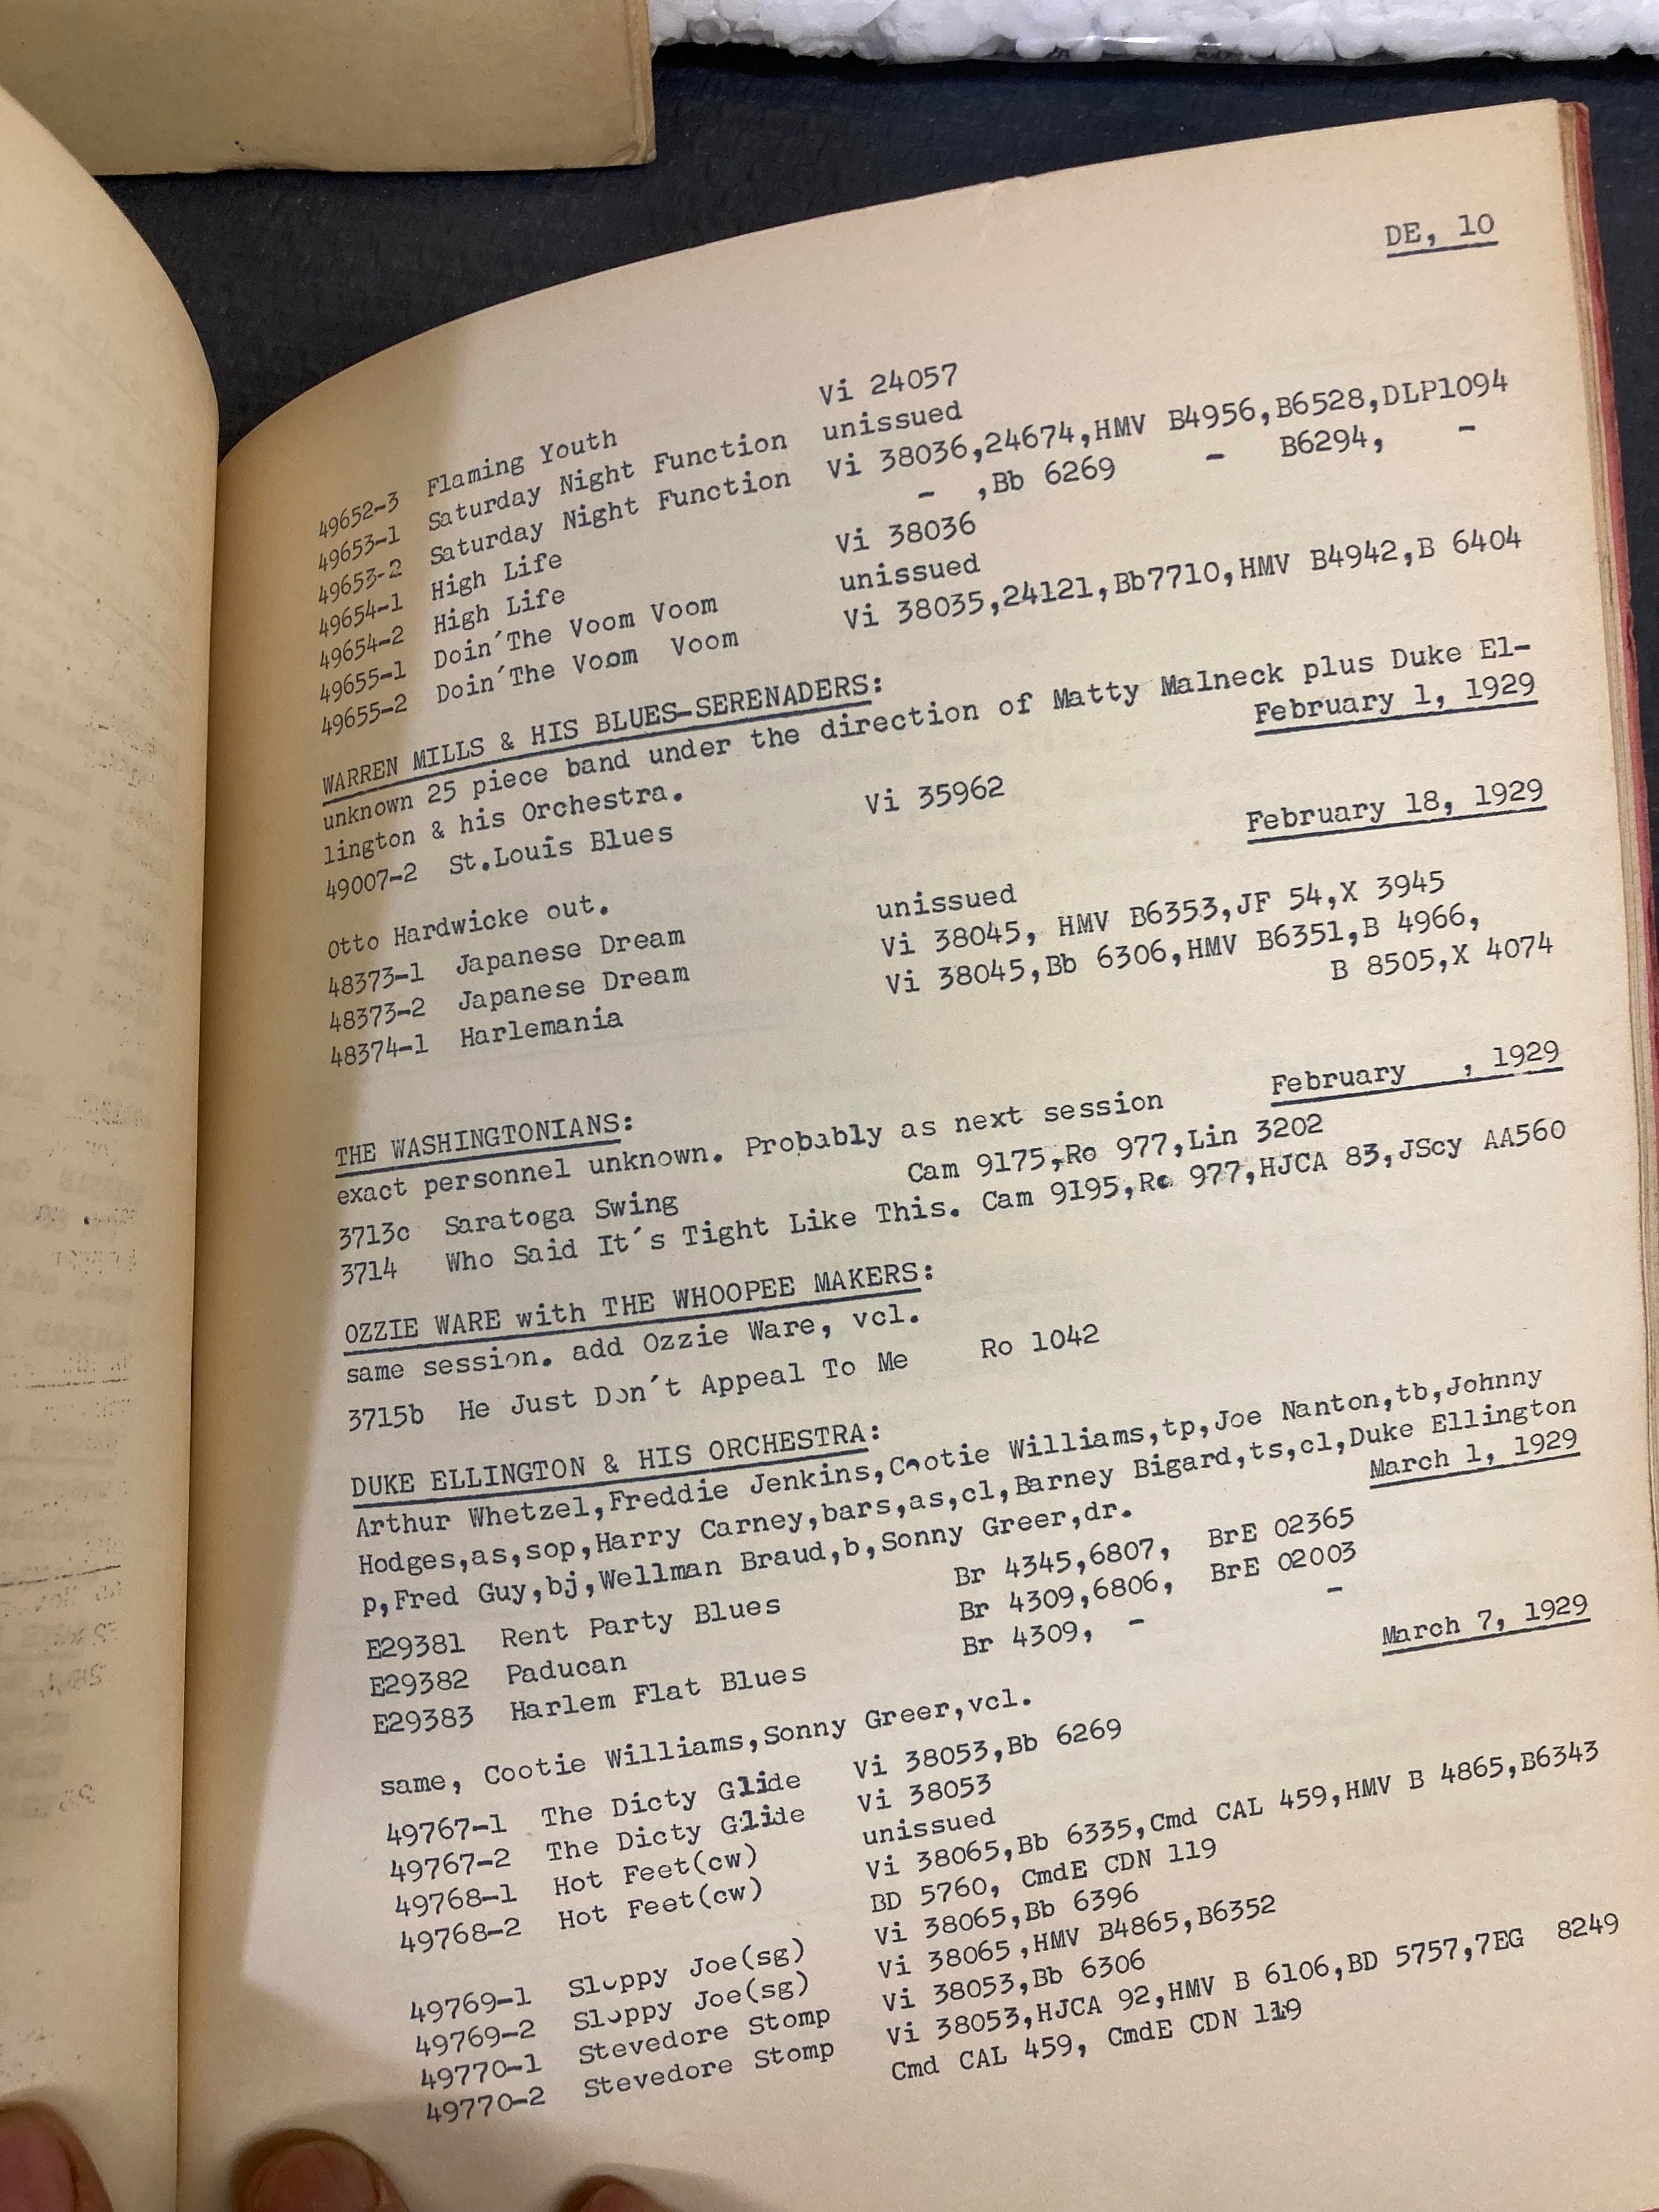 DE, 10
49652-3 Flaming Youth Vi 24057
49653-1 Saturday Night Function unissued
49653-2 Saturday Night Function Vi 38036,24674,HMV B4956,B6528,DLP1094
49654-1 High Life - ,Bb 6269 - B6294, -
49654-2 High Life Vi 38036
49655-1 Doin´The Voom Voom unissued
49655-2 Doin´The Voom Voom Vi 38035,24121,Bb7710,HMV B4942,B 6404
WARREN MILLS & HIS BLUES-SERENADERS:
unknown 25 piece band under the direction of Matty Malneck plus Duke El-
lington & his Orchestra. February 1, 1929
49007-2 St.Louis Blues Vi 35962
Otto Hardwicke out. February 18, 1929
48373-1 Japanese Dream unissued
48373-2 Japanese Dream Vi 38045, HMV B6353,JF 54,X 3945
48374-1 Harlemania Vi 38045,Bb 6306,HMV B6351,B 4966,
B 8505,X 4074
THE WASHINGTONIANS:
exact personnel unknown. Probably as next session February , 1929
3713c Saratoga Swing Cam 9175,Ro 977,Lin 3202
3714 Who Said It´s Tight Like This. Cam 9195,Ro 977,HJCA 83,JScy AA560
OZZIE WARE with THE WHOOPEE MAKERS:
same session. add Ozzie Ware, vcl.
3715b He Just Don´t Appeal To Me Ro 1042
DUKE ELLINGTON & HIS ORCHESTRA:
Arthur Whetzel,Freddie Jenkins,Cootie Williams,tp,Joe Nanton,tb,Johnny
Hodges,as,sop,Harry Carney,bars,as,cl,Barney Bigard,ts,cl,Duke Ellington
p,Fred Guy,bj,Wellman Braud,b,Sonny Greer,dr. March 1, 1929
E29381 Rent Party Blues Br 4345,6807, BrE 02365
E29382 Paducan Br 4309,6806, BrE 02003
E29383 Harlem Flat Blues Br 4309, - -
same, Cootie Williams,Sonny Greer,vcl. March 7, 1929
49767-1 The Dicty Glide Vi 38053,Bb 6269
49767-2 The Dicty Glide Vi 38053
49768-1 Hot Feet(cw) unissued
49768-2 Hot Feet(cw) Vi 38065,Bb 6335,Cmd CAL 459,HMV B 4865,B6343
BD 5760, CmdE CDN 119
49769-1 Sloppy Joe(sg) Vi 38065,Bb 6396
49769-2 Sloppy Joe(sg) Vi 38065,HMV B4865,B6352
49770-1 Stevedore Stomp Vi 38053,Bb 6306
49770-2 Stevedore Stomp Vi 38053,HJCA 92,HMV B 6106,BD 5757,7EG 8249
Cmd CAL 459, CmdE CDN 119